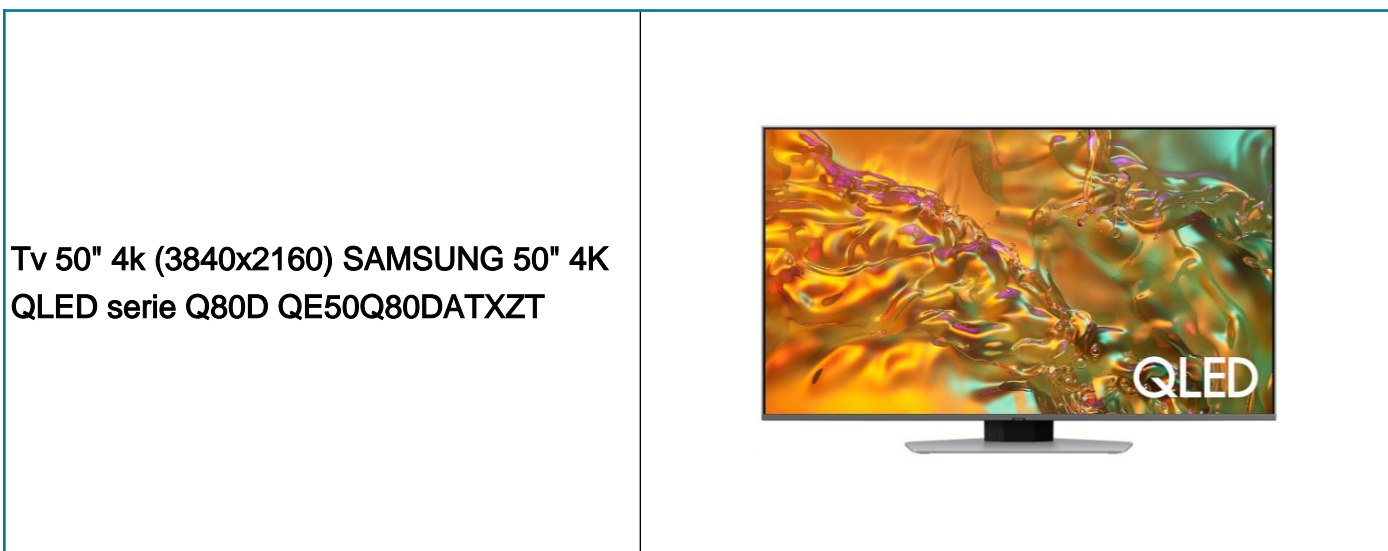 Tv 50" 4k (3840x2160) SAMSUNG 50" 4K
QLED serie Q80D QE50Q80DATXZT
QLED